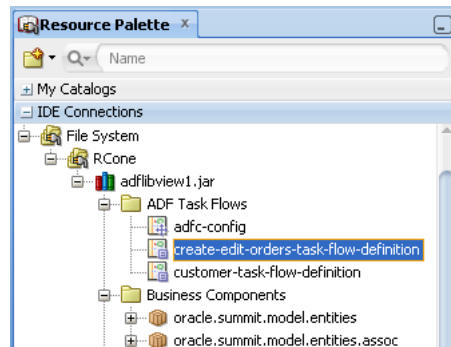 Resource Palette
Name
My Catalogs
IDE Connections
File System
RCone
adflibview1.jar
ADF Task Flows
adfc-config
create-edit-orders-task-flow-definition
customer-task-flow-definition
Business Components
oracle.summit.model.entities
oracle.summit.model.entities.assoc